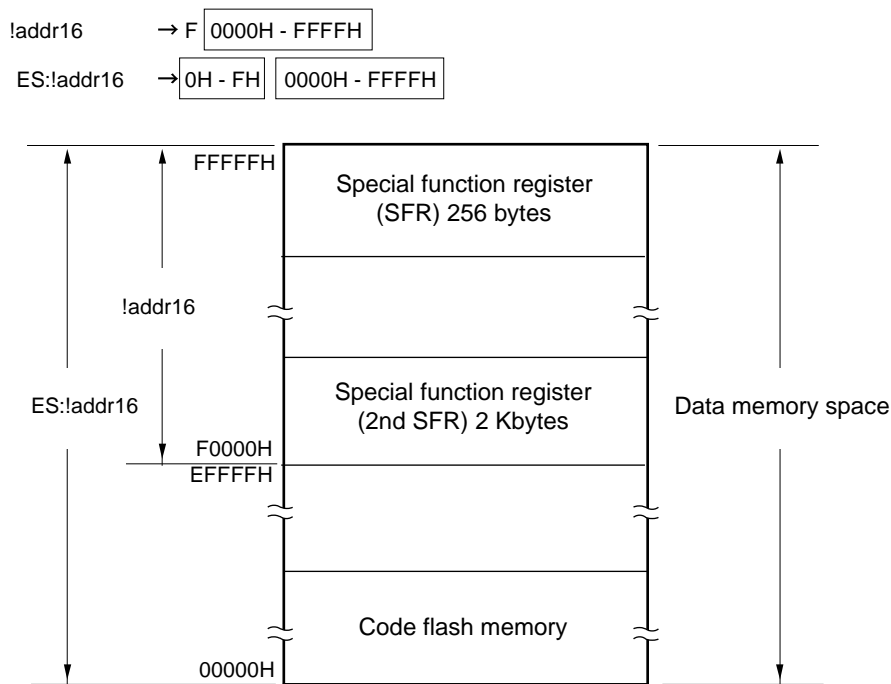 !addr16 → F 0000H - FFFFH
ES:!addr16 → 0H - FH 0000H - FFFFH
FFFFFH
Special function register
(SFR) 256 bytes
!addr16
Special function register
(2nd SFR) 2 Kbytes
ES:!addr16
Data memory space
F0000H
EFFFFH
Code flash memory
00000H